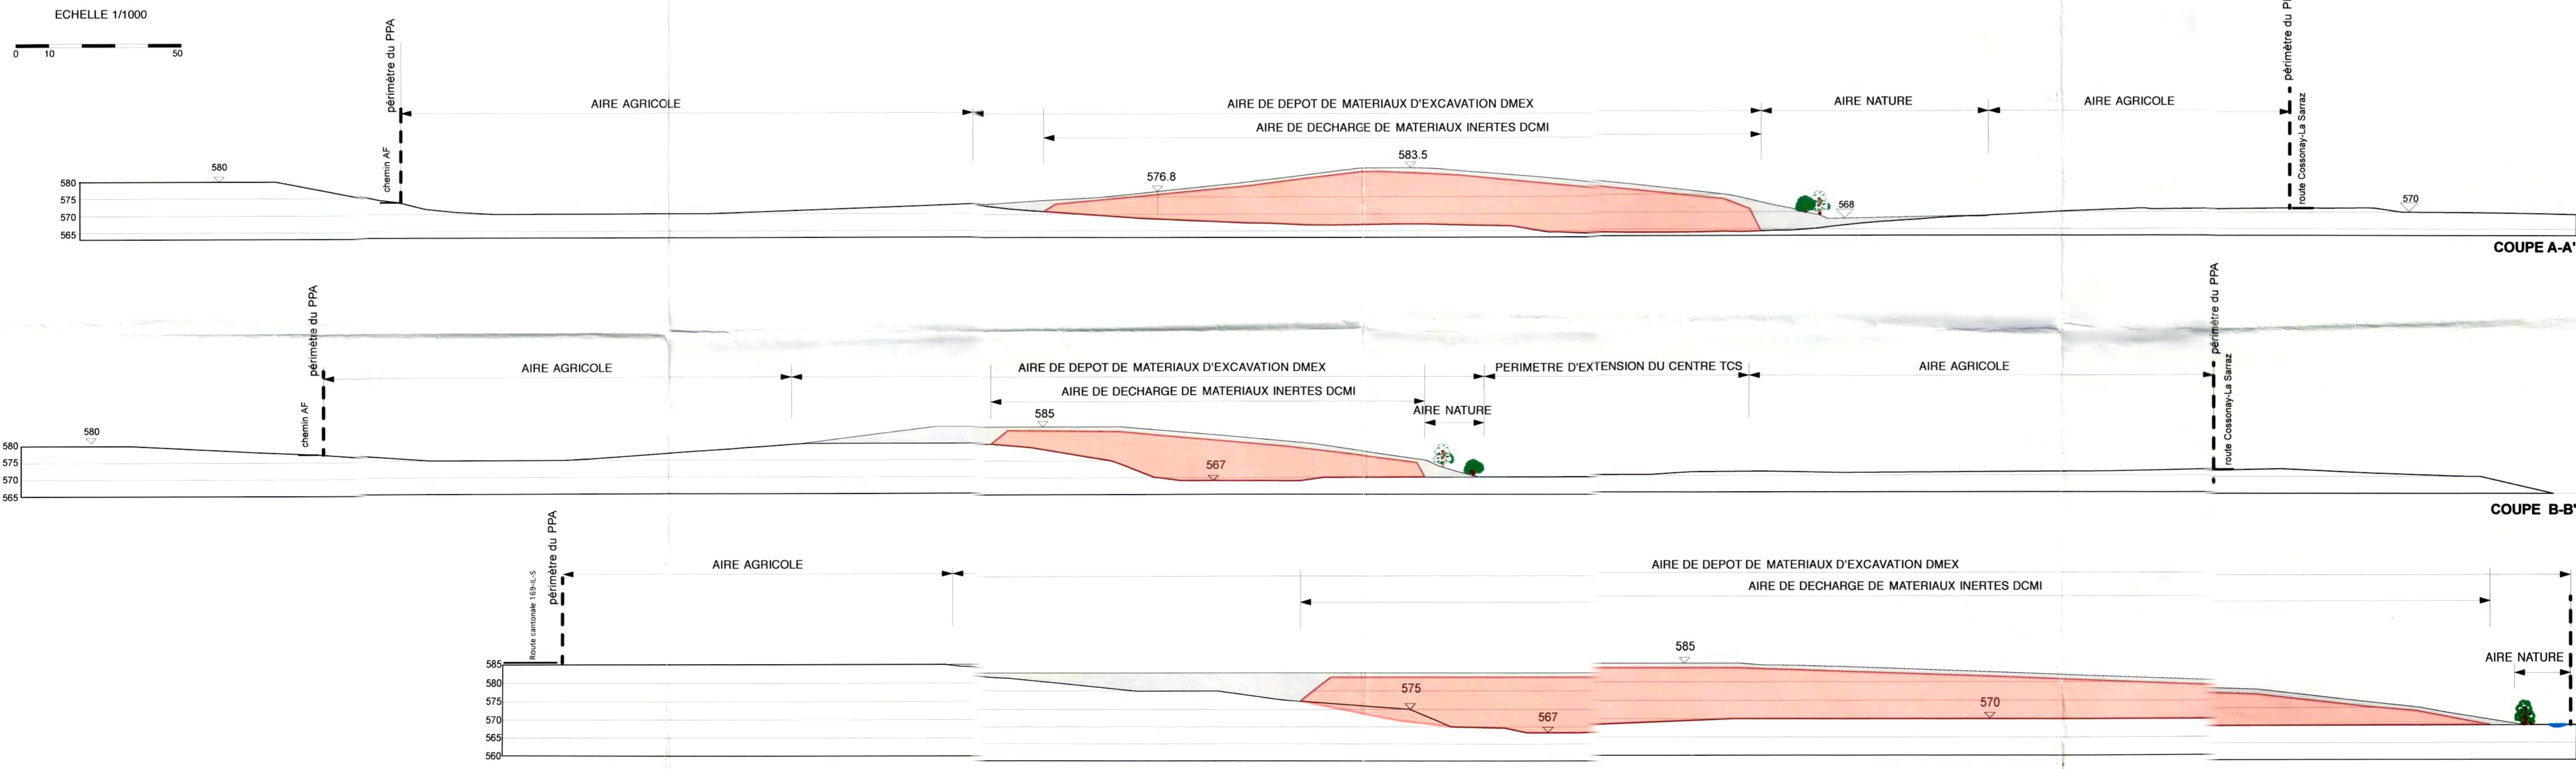 ECHELLE 1/1000
0 10 50
périmètre du PPA
chemin AF
AIRE AGRICOLE
AIRE DE DEPOT DE MATERIAUX D'EXCAVATION DMEX
AIRE DE DECHARGE DE MATERIAUX INERTES DCMI
AIRE NATURE
AIRE AGRICOLE
périmètre du P
route Cossonay-La Sarraz
580
576.8
583.5
568
570
580
575
570
565
COUPE A-A'
périmètre du PPA
chemin AF
AIRE AGRICOLE
AIRE DE DEPOT DE MATERIAUX D'EXCAVATION DMEX
AIRE DE DECHARGE DE MATERIAUX INERTES DCMI
AIRE NATURE
PERIMETRE D'EXTENSION DU CENTRE TCS
AIRE AGRICOLE
périmètre du PPA
route Cossonay-La Sarraz
580
585
567
580
575
570
565
COUPE B-B'
Route cantonale 169-IL-S
périmètre du PPA
AIRE AGRICOLE
AIRE DE DEPOT DE MATERIAUX D'EXCAVATION DMEX
AIRE DE DECHARGE DE MATERIAUX INERTES DCMI
AIRE NATURE
585
575
567
570
585
580
575
570
565
560